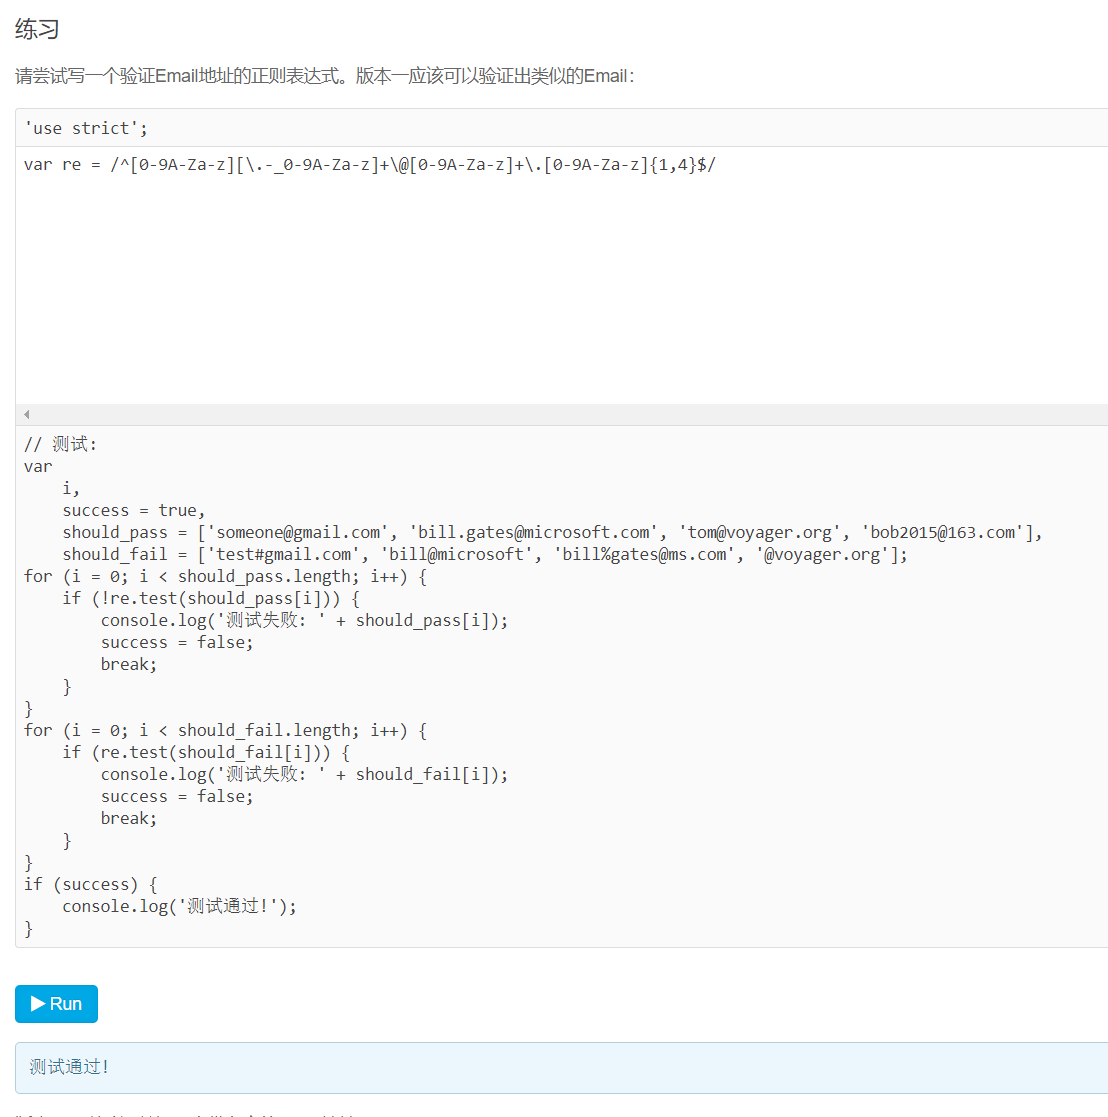 练习
请尝试写一个验证Email地址的正则表达式。版本一应该可以验证出类似的Email：
'use strict';
var re = /^[0-9A-Za-z][\.-_0-9A-Za-z]+\@[0-9A-Za-z]+\.[0-9A-Za-z]{1,4}$/
// 测试:
var
    i,
    success = true,
    should_pass = ['someone@gmail.com', 'bill.gates@microsoft.com', 'tom@voyager.org', 'bob2015@163.com'],
    should_fail = ['test#gmail.com', 'bill@microsoft', 'bill%gates@ms.com', '@voyager.org'];
for (i = 0; i < should_pass.length; i++) {
    if (!re.test(should_pass[i])) {
        console.log('测试失败: ' + should_pass[i]);
        success = false;
        break;
    }
}
for (i = 0; i < should_fail.length; i++) {
    if (re.test(should_fail[i])) {
        console.log('测试失败: ' + should_fail[i]);
        success = false;
        break;
    }
}
if (success) {
    console.log('测试通过!');
}
Run
测试通过!